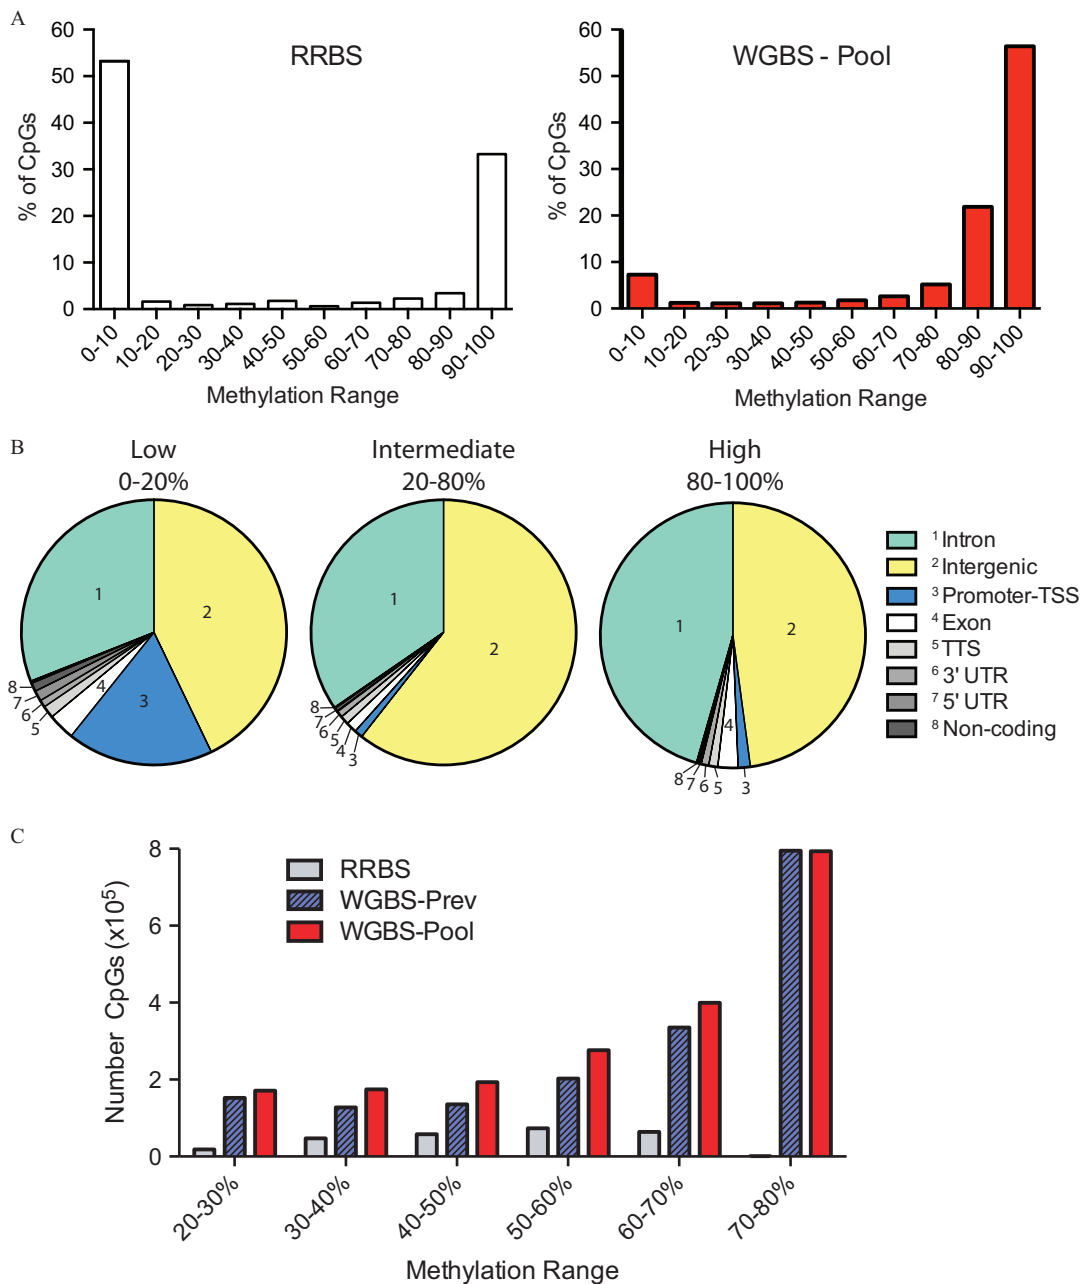 A
RRBS
% of CpGs
60
50
40
30
20
10
0
0-10
10-20
20-30
30-40
40-50
50-60
60-70
70-80
80-90
90-100
Methylation Range
WGBS - Pool
% of CpGs
60
50
40
30
20
10
0
0-10
10-20
20-30
30-40
40-50
50-60
60-70
70-80
80-90
90-100
Methylation Range
B
Low
0-20%
1
2
3
4
5
6
7
8
Intermediate
20-80%
1
2
3
4
5
6
7
8
High
80-100%
1
2
3
4
5
6
7
8
1 Intron
2 Intergenic
3 Promoter-TSS
4 Exon
5 TTS
6 3' UTR
7 5' UTR
8 Non-coding
C
RRBS
WGBS-Prev
WGBS-Pool
Number CpGs (x10⁵)
8
6
4
2
0
20-30%
30-40%
40-50%
50-60%
60-70%
70-80%
Methylation Range